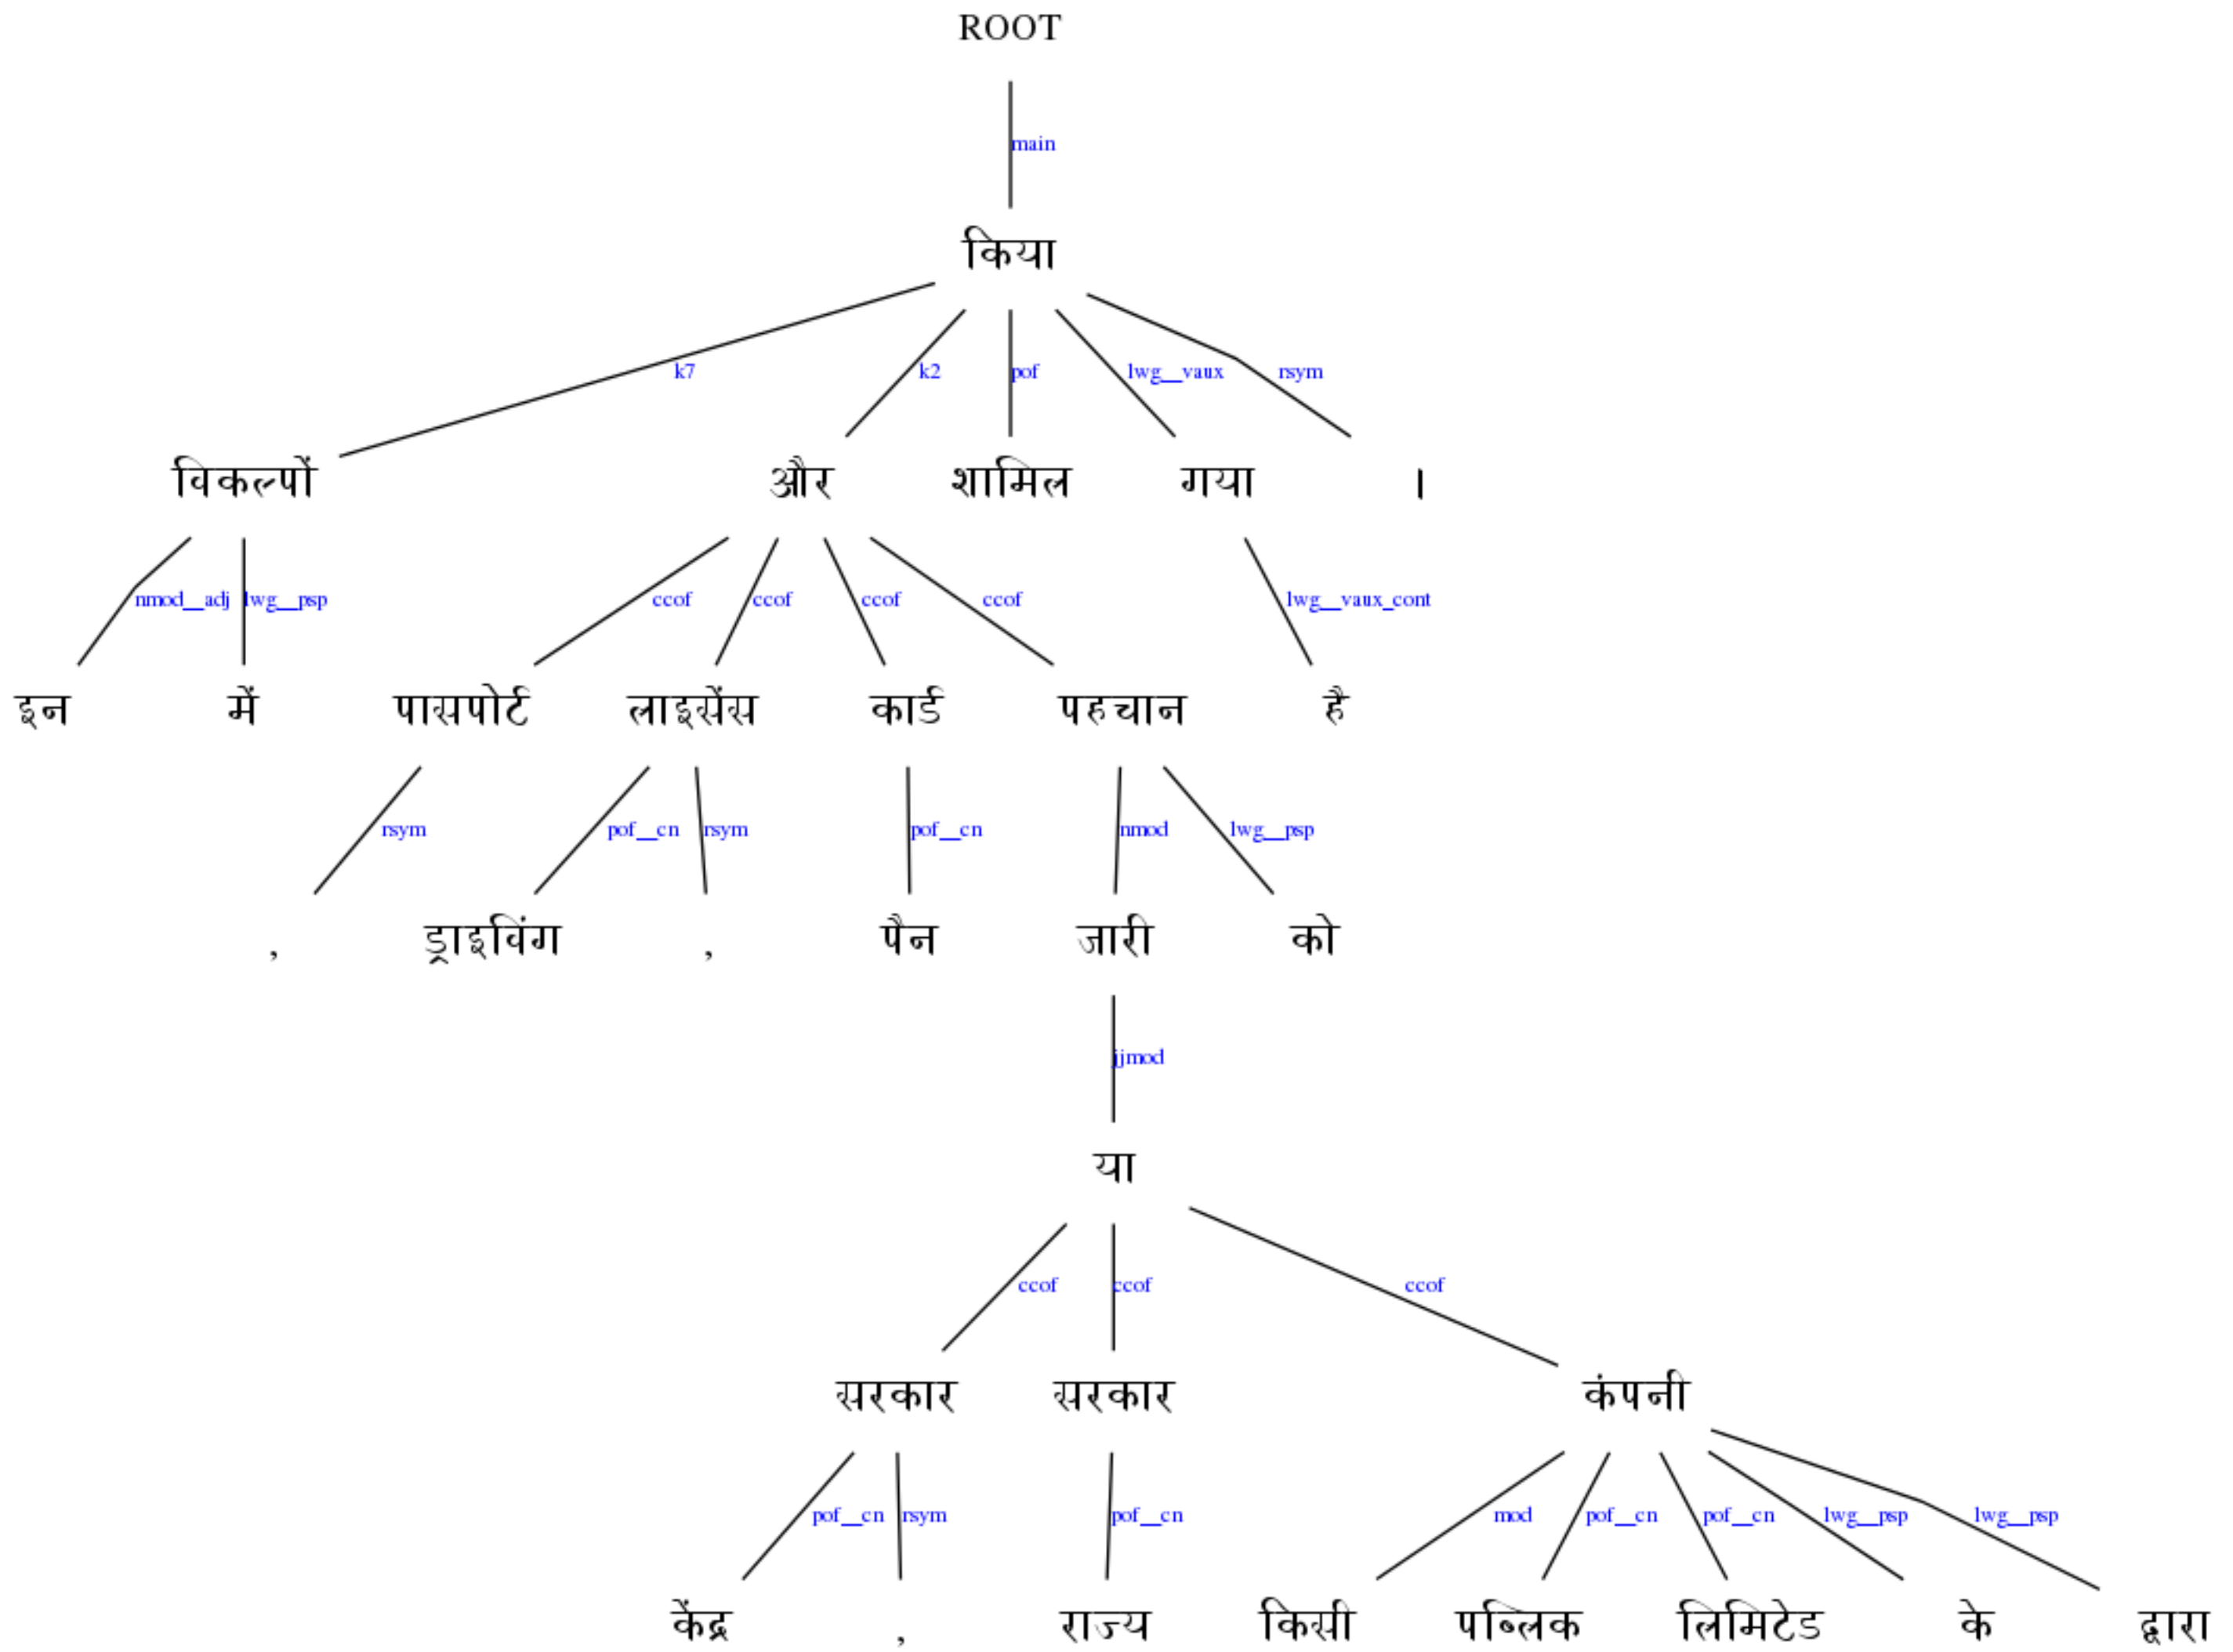 ROOT
main
किया
k7 k2 pof lwg__vaux rsym
विकल्पों और शामिल गया ।
nmod__adj lwg__psp ccof ccof ccof ccof lwg__vaux_cont
इन में पासपोर्ट लाइसेंस कार्ड पहचान है
rsym pof__cn rsym pof__cn nmod lwg__psp
, ड्राइविंग , पैन जारी को
jjmod
या
ccof ccof ccof
सरकार सरकार कंपनी
pof__cn rsym pof__cn mod pof__cn pof__cn lwg__psp lwg__psp
केंद्र , राज्य किसी पब्लिक लिमिटेड के द्वारा